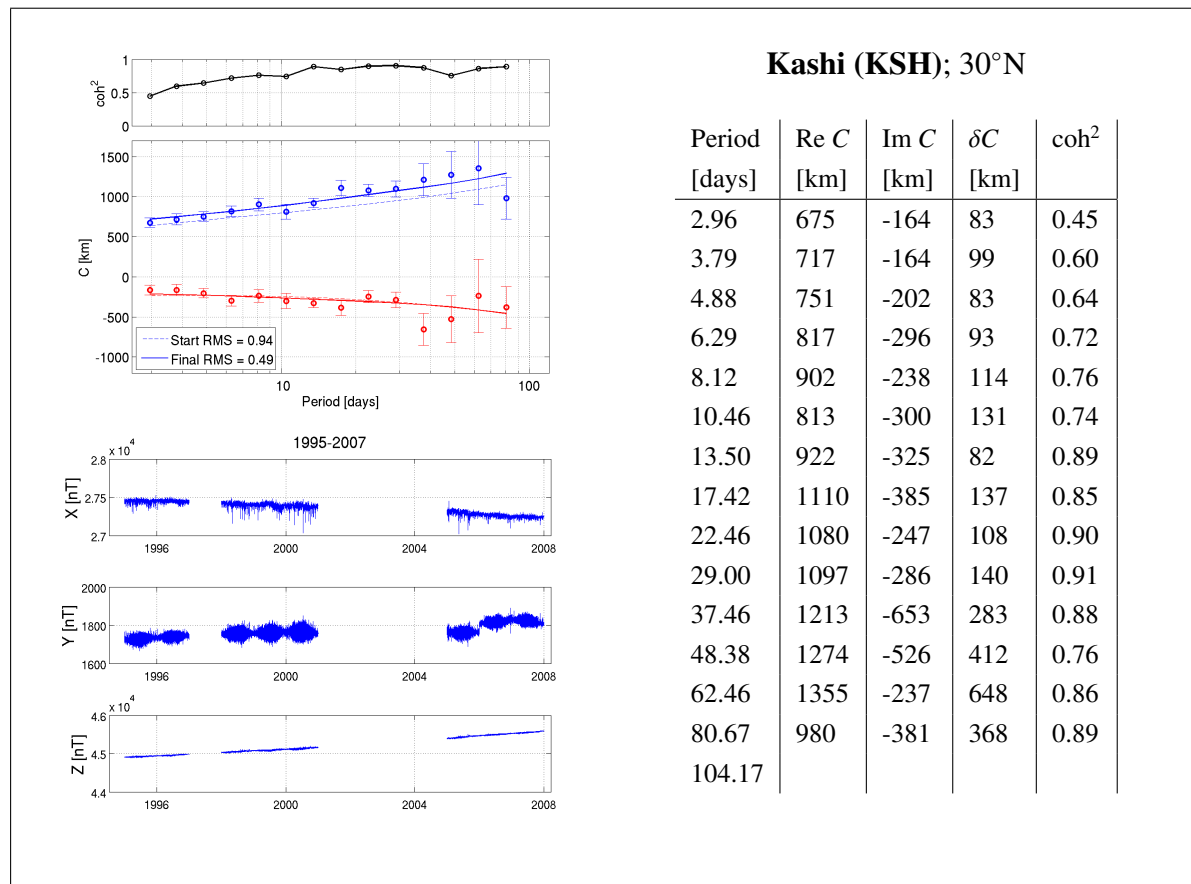 Kashi (KSH); 30°N
1
0.5
0
coh²
1500
1000
500
0
-500
-1000
C [km]
Start RMS = 0.94
Final RMS = 0.49
10
100
Period [days]
1995-2007
x 10⁴
2.8
2.75
2.7
X [nT]
1996
2000
2004
2008
2000
1800
1600
Y [nT]
1996
2000
2004
2008
x 10⁴
4.6
4.5
4.4
Z [nT]
1996
2000
2004
2008
Period Re C Im C δC coh²
[days] [km] [km] [km]
2.96 675 -164 83 0.45
3.79 717 -164 99 0.60
4.88 751 -202 83 0.64
6.29 817 -296 93 0.72
8.12 902 -238 114 0.76
10.46 813 -300 131 0.74
13.50 922 -325 82 0.89
17.42 1110 -385 137 0.85
22.46 1080 -247 108 0.90
29.00 1097 -286 140 0.91
37.46 1213 -653 283 0.88
48.38 1274 -526 412 0.76
62.46 1355 -237 648 0.86
80.67 980 -381 368 0.89
104.17